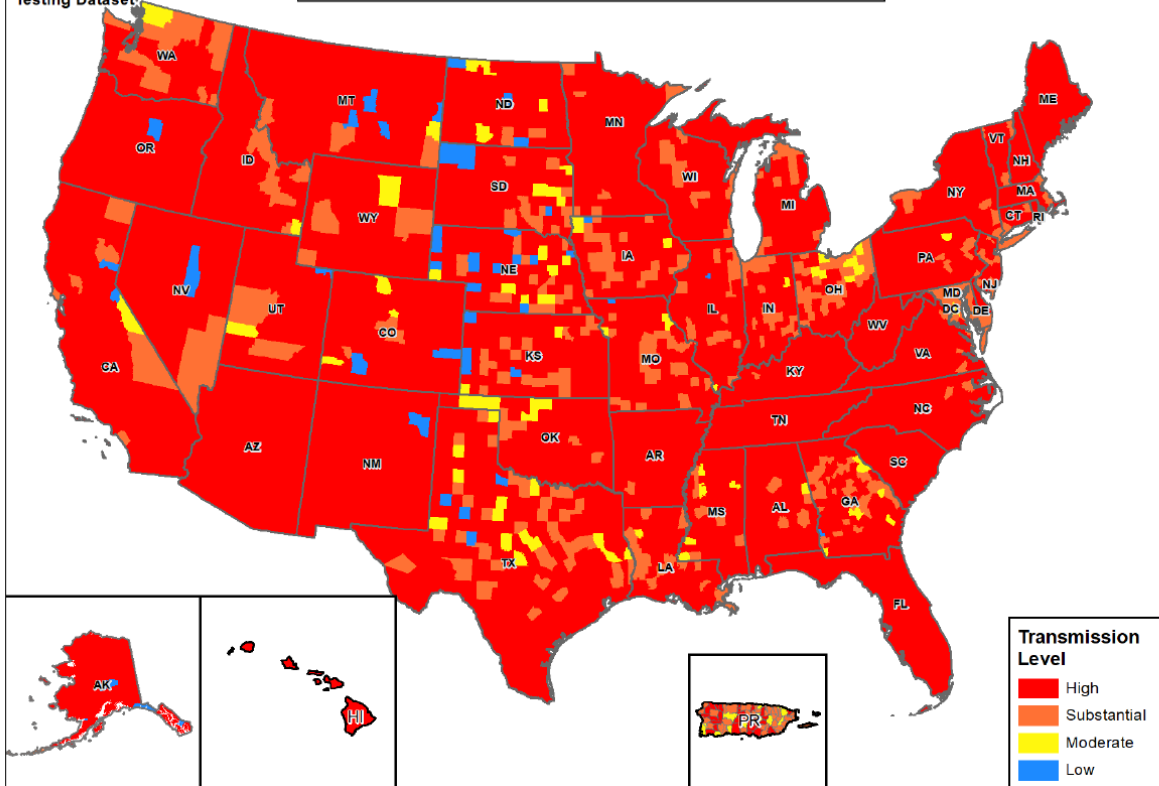 Testing Dataset
WA
MT
ND
MN
ME
OR
ID
SD
WI
VT
NH
WY
MI
NY
MA
CT
RI
NE
IA
PA
NV
UT
CO
IL
IN
OH
NJ
MD
DC
DE
WV
CA
KS
MO
KY
VA
AZ
NM
OK
AR
TN
NC
SC
MS
AL
GA
TX
LA
FL
AK
HI
PR
Transmission
Level
High
Substantial
Moderate
Low